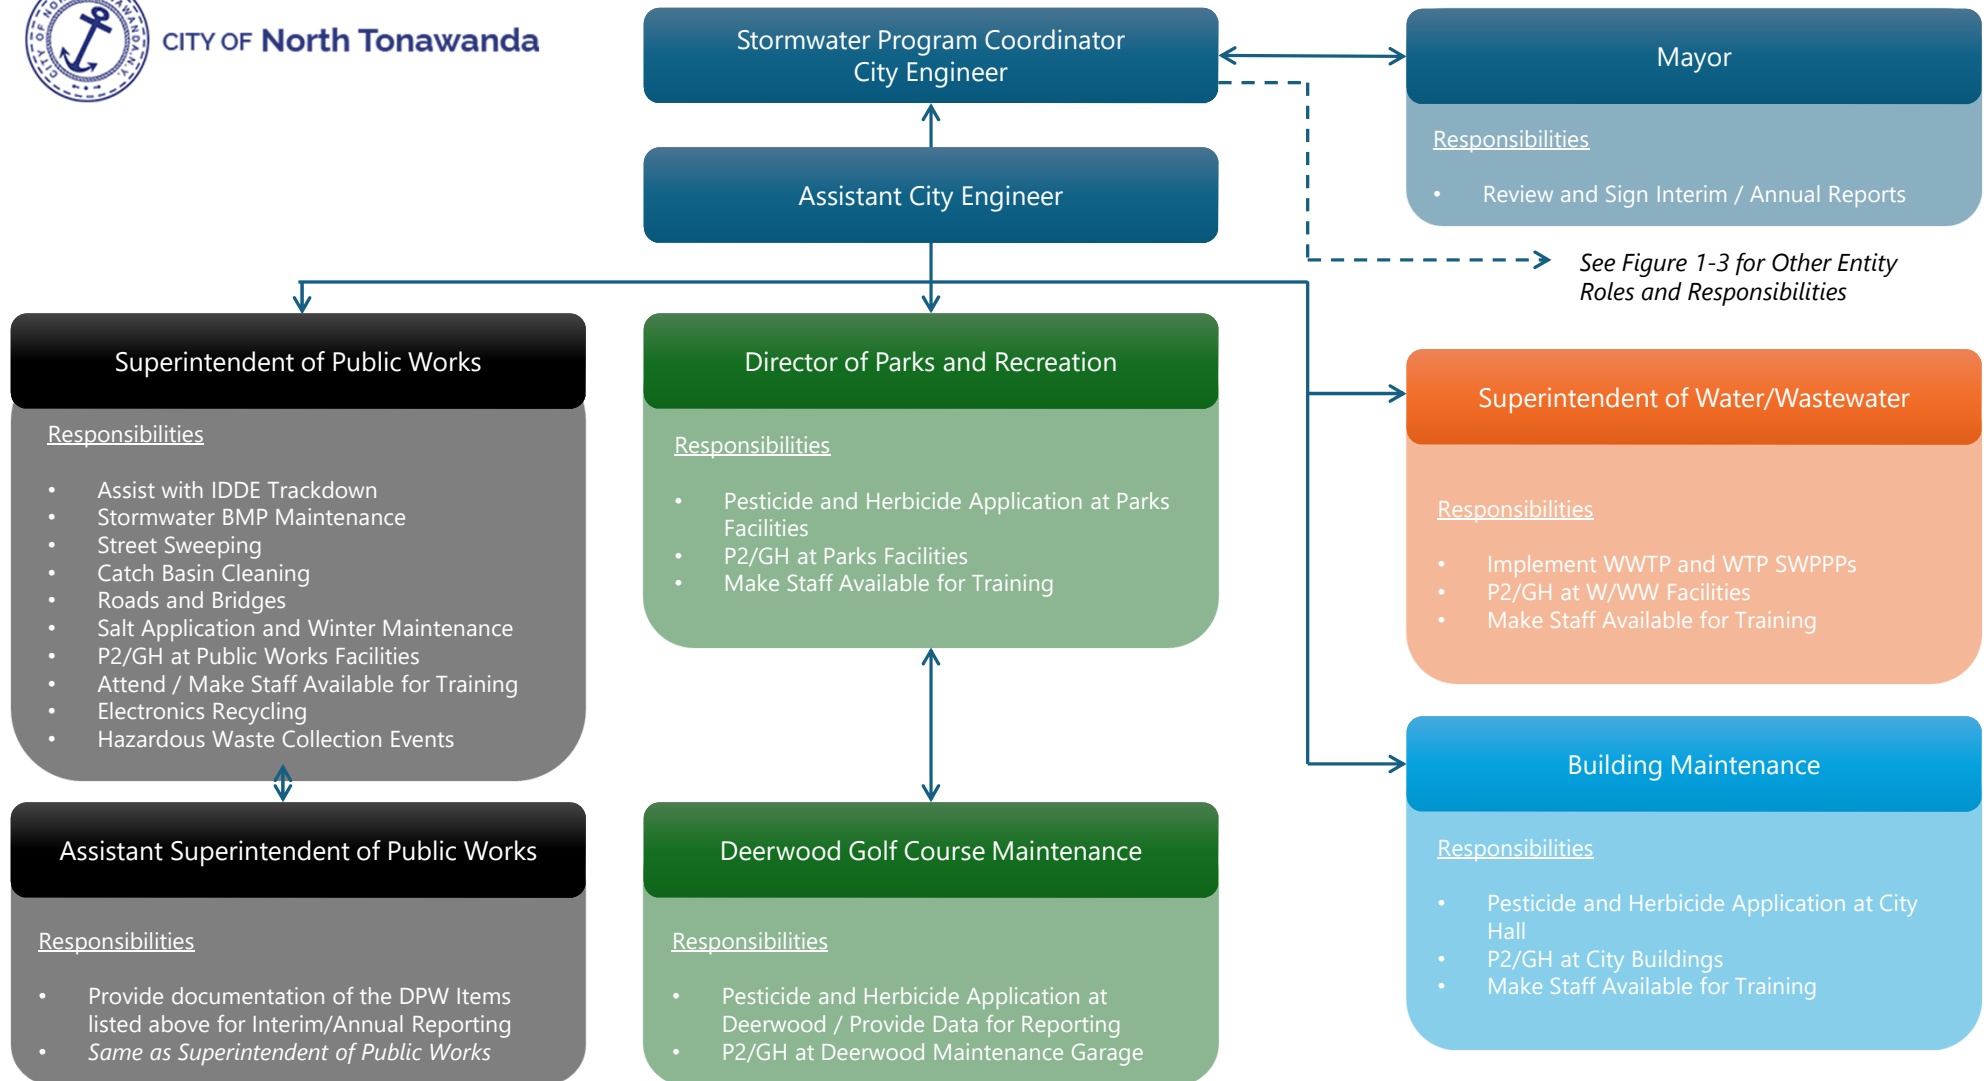 CITY OF North Tonawanda
Stormwater Program Coordinator
City Engineer
Mayor
Responsibilities
• Review and Sign Interim / Annual Reports
Assistant City Engineer
See Figure 1-3 for Other Entity
Roles and Responsibilities
Superintendent of Public Works
Responsibilities
• Assist with IDDE Trackdown
• Stormwater BMP Maintenance
• Street Sweeping
• Catch Basin Cleaning
• Roads and Bridges
• Salt Application and Winter Maintenance
• P2/GH at Public Works Facilities
• Attend / Make Staff Available for Training
• Electronics Recycling
• Hazardous Waste Collection Events
Assistant Superintendent of Public Works
Responsibilities
• Provide documentation of the DPW Items
listed above for Interim/Annual Reporting
• Same as Superintendent of Public Works
Director of Parks and Recreation
Responsibilities
• Pesticide and Herbicide Application at Parks
Facilities
• P2/GH at Parks Facilities
• Make Staff Available for Training
Deerwood Golf Course Maintenance
Responsibilities
• Pesticide and Herbicide Application at
Deerwood / Provide Data for Reporting
• P2/GH at Deerwood Maintenance Garage
Superintendent of Water/Wastewater
Responsibilities
• Implement WWTP and WTP SWPPPs
• P2/GH at W/WW Facilities
• Make Staff Available for Training
Building Maintenance
Responsibilities
• Pesticide and Herbicide Application at City
Hall
• P2/GH at City Buildings
• Make Staff Available for Training